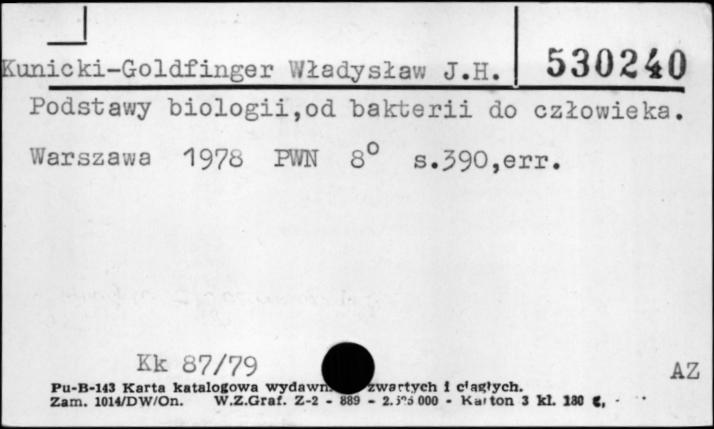 Kunicki-Goldfinger Władysław J.H. 530240
Podstawy biologii,od bakterii do człowieka.
Warszawa 1978 PWN 8° s.390,err.
Kk 87/79
AZ
Pu-B-143 Karta katalogowa zwartych i ciągłych.
Zam. 1014/DW/On. W.Z.Graf. Z-2 - 889 - 000 - Karton 3 kl. 180 g,